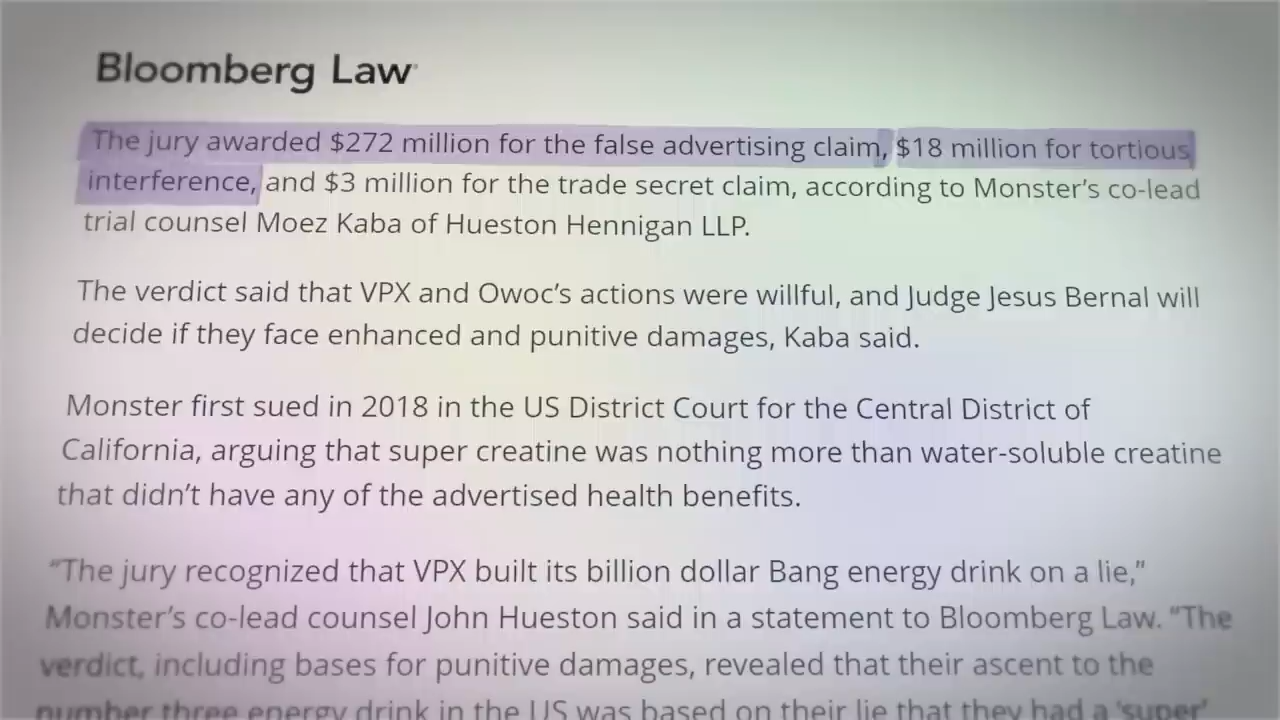 Bloomberg Law
The jury awarded $272 million for the false advertising claim, $18 million for tortious
interference, and $3 million for the trade secret claim, according to Monster's co-lead
trial counsel Moez Kaba of Hueston Hennigan LLP.
The verdict said that VPX and Owoc's actions were willful, and Judge Jesus Bernal will
decide if they face enhanced and punitive damages, Kaba said.
Monster first sued in 2018 in the US District Court for the Central District of
California, arguing that super creatine was nothing more than water-soluble creatine
that didn't have any of the advertised health benefits.
“The jury recognized that VPX built its billion dollar Bang energy drink on a lie,”
Monster's co-lead counsel John Hueston said in a statement to Bloomberg Law. “The
verdict, including bases for punitive damages, revealed that their ascent to the
number three energy drink in the US was based on their lie that they had a ‘super’